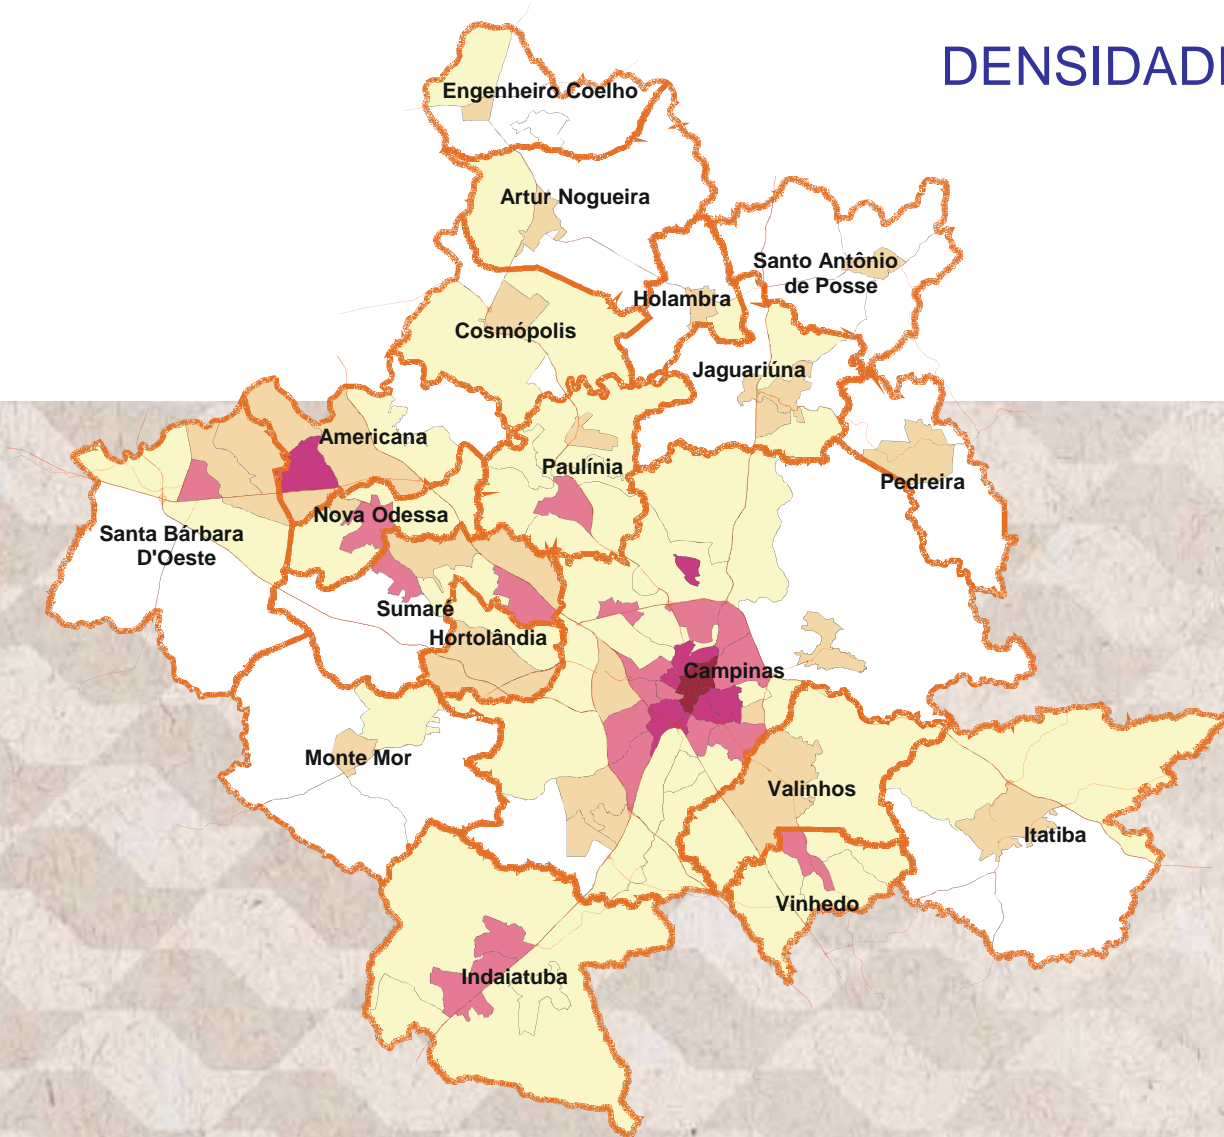 DENSIDADE
Engenheiro Coelho
Artur Nogueira
Santo Antônio
de Posse
Holambra
Cosmópolis
Jaguariúna
Americana
Paulínia
Pedreira
Nova Odessa
Santa Bárbara
D'Oeste
Sumaré
Hortolândia
Campinas
Monte Mor
Valinhos
Itatiba
Vinhedo
Indaiatuba